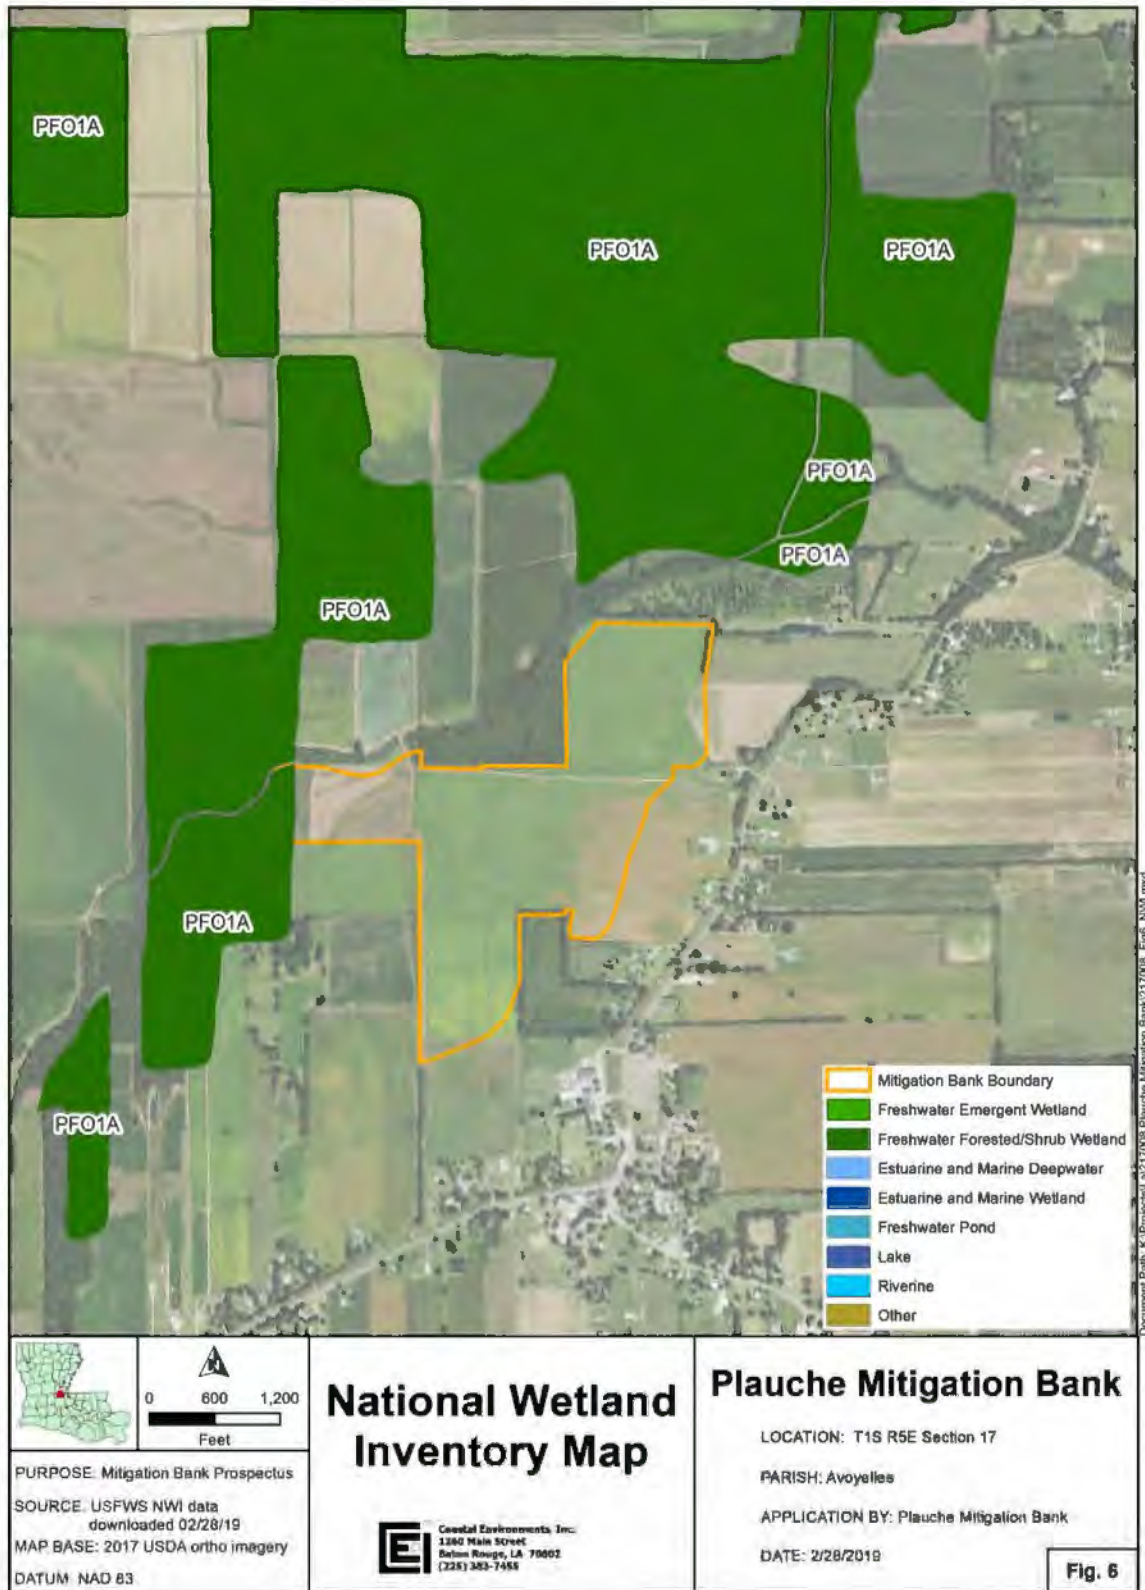 PFO1A
PFO1A
PFO1A
PFO1A
PFO1A
PFO1A
PFO1A
PFO1A
Mitigation Bank Boundary
Freshwater Emergent Wetland
Freshwater Forested/Shrub Wetland
Estuarine and Marine Deepwater
Estuarine and Marine Wetland
Freshwater Pond
Lake
Riverine
Other
N
0 600 1,200
Feet
PURPOSE: Mitigation Bank Prospectus
SOURCE: USFWS NWI data
downloaded 02/28/19
MAP BASE: 2017 USDA ortho imagery
DATUM: NAD 83
National Wetland
Inventory Map
Coastal Environments, Inc.
1260 Main Street
Baton Rouge, LA 70802
(225) 383-7455
Plauche Mitigation Bank
LOCATION: T1S R5E Section 17
PARISH: Avoyelles
APPLICATION BY: Plauche Mitigation Bank
DATE: 2/28/2019
Fig. 6